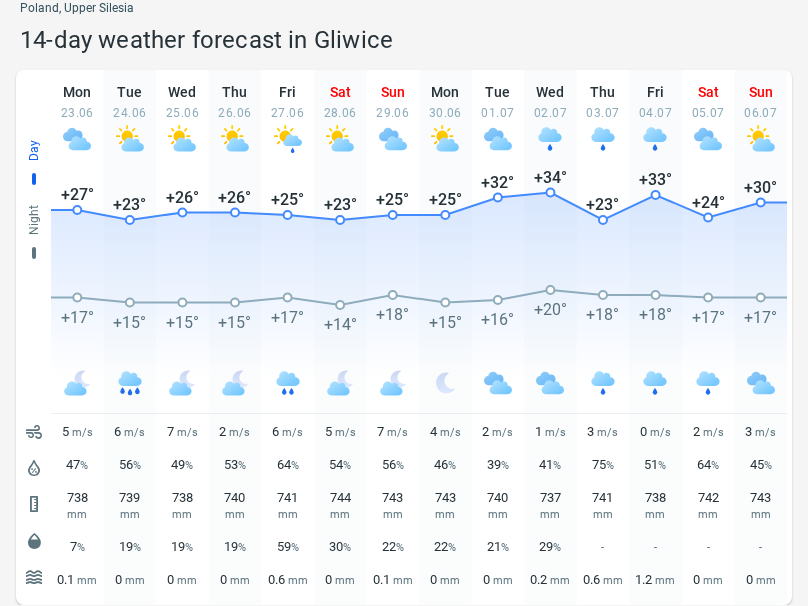 Poland, Upper Silesia
14-day weather forecast in Gliwice
Mon Tue Wed Thu Fri Sat Sun Mon Tue Wed Thu Fri Sat Sun
23.06 24.06 25.06 26.06 27.06 28.06 29.06 30.06 01.07 02.07 03.07 04.07 05.07 06.07
Day
+27° +23° +26° +26° +25° +23° +25° +25° +32° +34° +23° +33° +24° +30°
Night
+17° +15° +15° +15° +17° +14° +18° +15° +16° +20° +18° +18° +17° +17°
5 m/s 6 m/s 7 m/s 2 m/s 6 m/s 5 m/s 7 m/s 4 m/s 2 m/s 1 m/s 3 m/s 0 m/s 2 m/s 3 m/s
47% 56% 49% 53% 64% 54% 56% 46% 39% 41% 75% 51% 64% 45%
738 739 738 740 741 744 743 743 740 737 741 738 742 743
mm mm mm mm mm mm mm mm mm mm mm mm mm mm
7% 19% 19% 19% 59% 30% 22% 22% 21% 29% - - - -
0.1 mm 0 mm 0 mm 0 mm 0.6 mm 0 mm 0.1 mm 0 mm 0 mm 0.2 mm 0.6 mm 1.2 mm 0 mm 0 mm